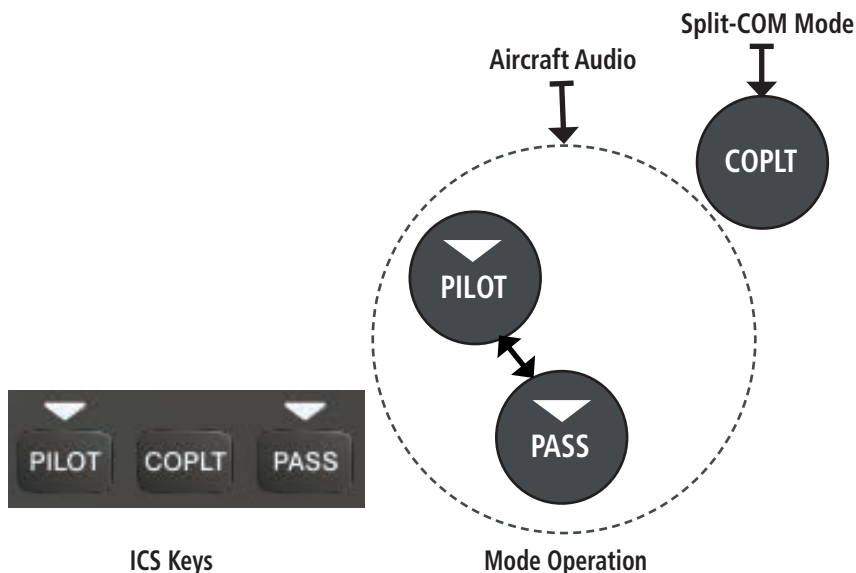 Split-COM Mode
Aircraft Audio
COPLT
PILOT
PASS
PILOT COPLT PASS
ICS Keys
Mode Operation